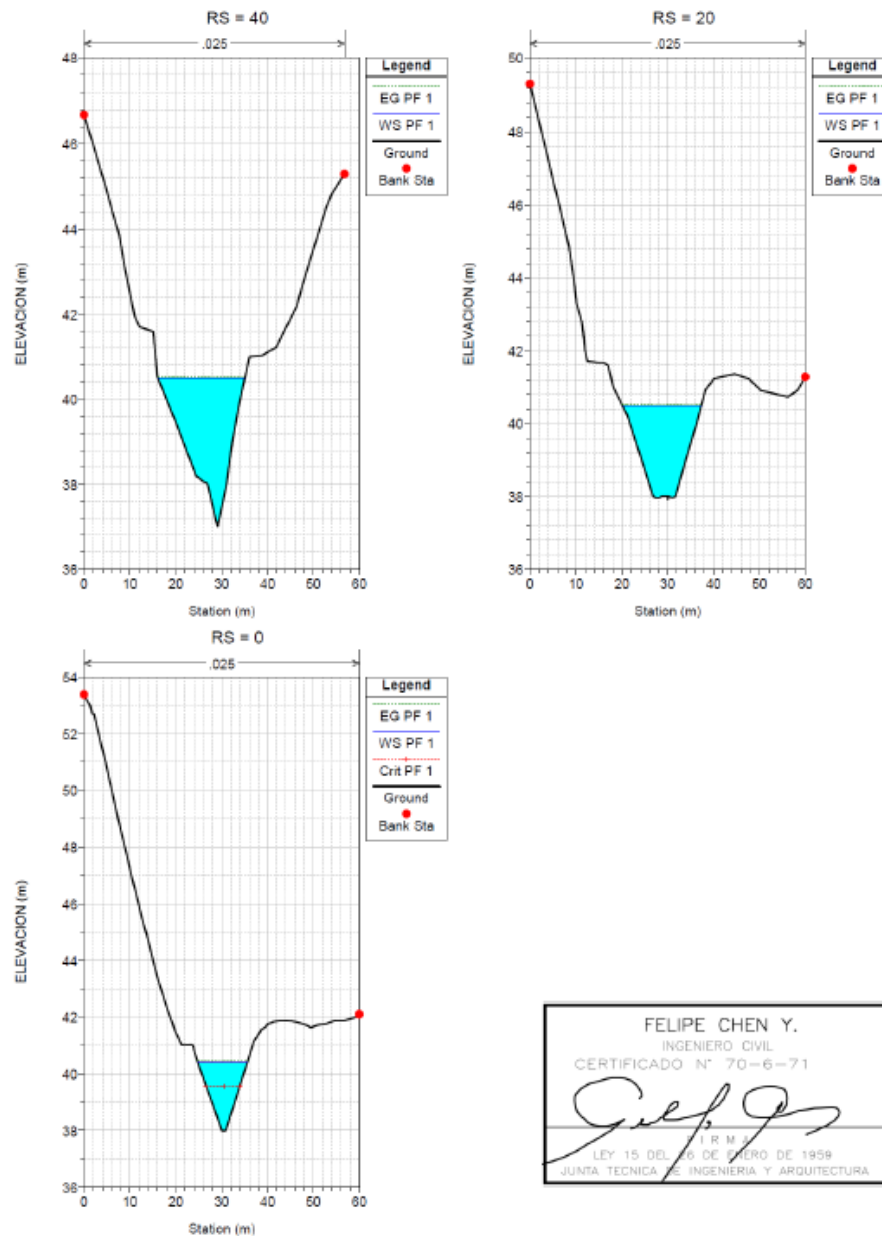 RS = 40
.025
48
46
44
42
40
38
36
0 10 20 30 40 50 60
ELEVACION (m)
Station (m)
Legend
EG PF 1
WS PF 1
Ground
Bank Sta
RS = 20
.025
50
48
46
44
42
40
38
36
0 10 20 30 40 50 60
ELEVACION (m)
Station (m)
Legend
EG PF 1
WS PF 1
Ground
Bank Sta
RS = 0
.025
54
52
50
48
46
44
42
40
38
36
0 10 20 30 40 50 60
ELEVACION (m)
Station (m)
Legend
EG PF 1
WS PF 1
Crit PF 1
Ground
Bank Sta
FELIPE CHEN Y.
INGENIERO CIVIL
CERTIFICADO N° 70-6-71
FIRMA
LEY 15 DEL 26 DE ENERO DE 1959
JUNTA TECNICA DE INGENIERIA Y ARQUITECTURA